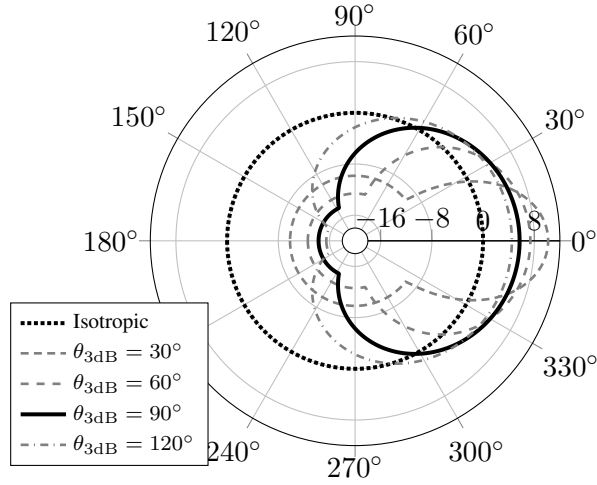 90°
120°
60°
150°
30°
−16 −8 0 8
180°
0°
Isotropic
θ3dB = 30°
θ3dB = 60°
θ3dB = 90°
θ3dB = 120°
330°
240°
300°
270°